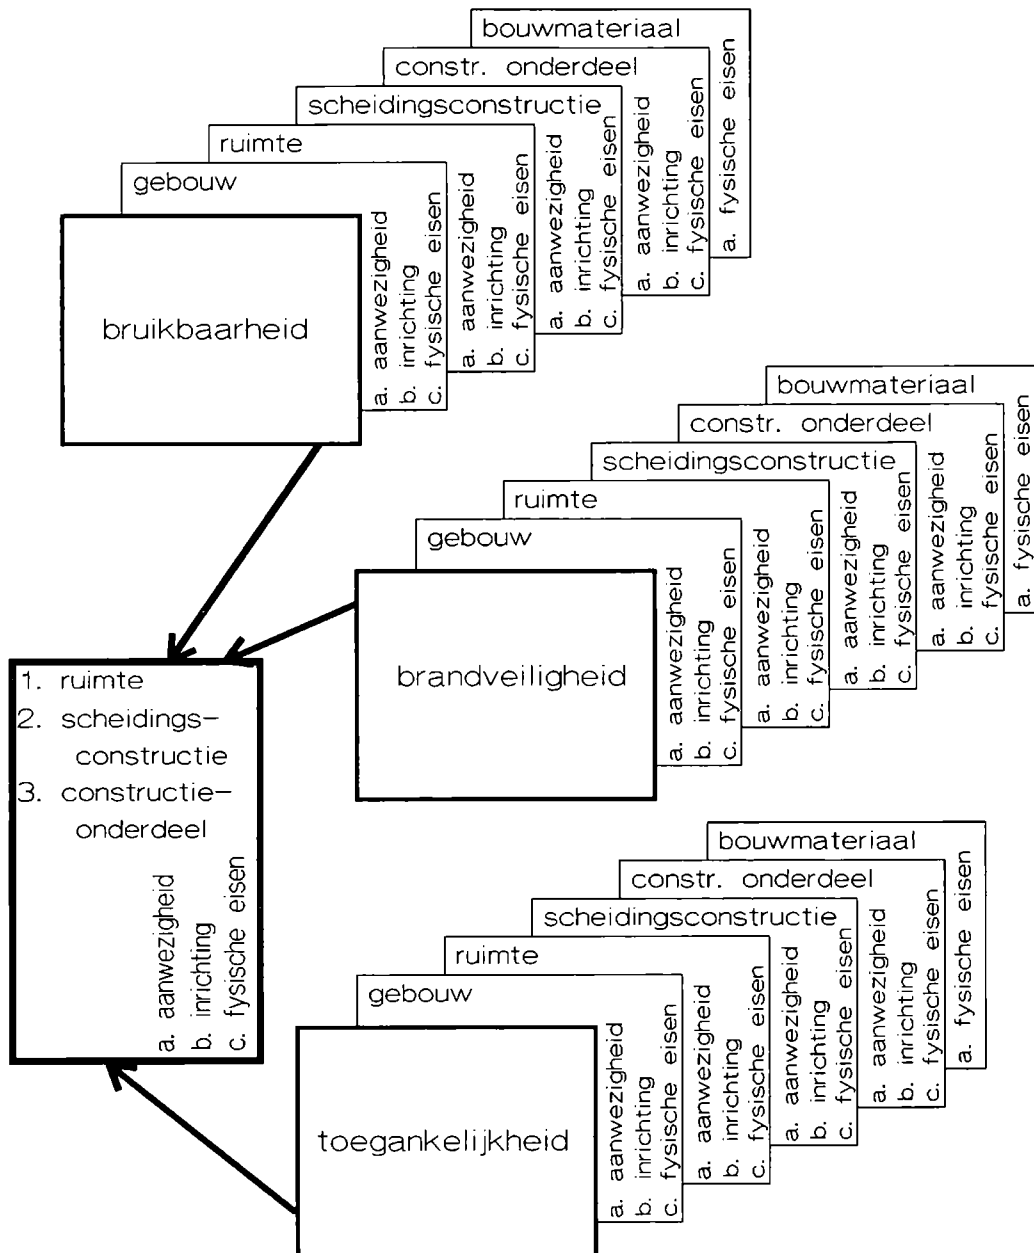 bouwmateriaal
a. fysische eisen
constr. onderdeel
a. aanwezigheid
b. inrichting
c. fysische eisen
scheidingsconstructie
a. aanwezigheid
b. inrichting
c. fysische eisen
ruimte
a. aanwezigheid
b. inrichting
c. fysische eisen
gebouw
a. aanwezigheid
b. inrichting
c. fysische eisen
bruikbaarheid
bouwmateriaal
a. fysische eisen
constr. onderdeel
a. aanwezigheid
b. inrichting
c. fysische eisen
scheidingsconstructie
a. aanwezigheid
b. inrichting
c. fysische eisen
ruimte
a. aanwezigheid
b. inrichting
c. fysische eisen
gebouw
a. aanwezigheid
b. inrichting
c. fysische eisen
brandveiligheid
1. ruimte
2. scheidings-
constructie
3. constructie-
onderdeel
a. aanwezigheid
b. inrichting
c. fysische eisen
bouwmateriaal
a. fysische eisen
constr. onderdeel
a. aanwezigheid
b. inrichting
c. fysische eisen
scheidingsconstructie
a. aanwezigheid
b. inrichting
c. fysische eisen
ruimte
a. aanwezigheid
b. inrichting
c. fysische eisen
gebouw
a. aanwezigheid
b. inrichting
c. fysische eisen
toegankelijkheid